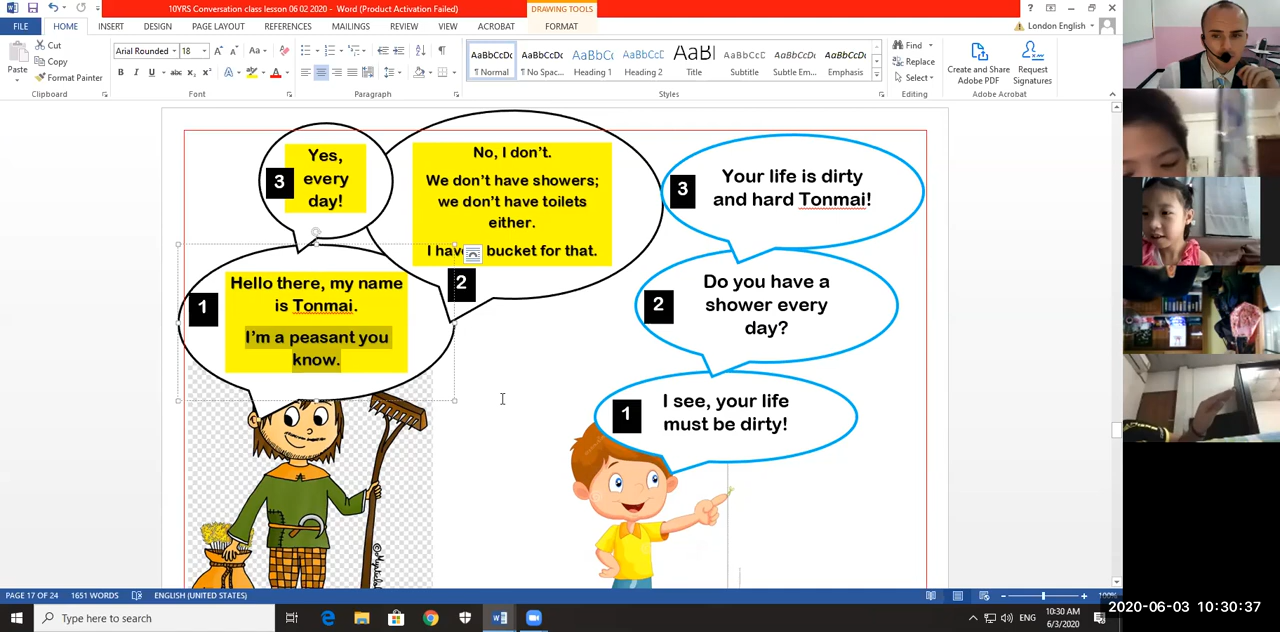 10YRS Conversation class lesson 06 02 2020 - Word (Product Activation Failed)
DRAWING TOOLS
FILE HOME INSERT DESIGN PAGE LAYOUT REFERENCES MAILINGS REVIEW VIEW ACROBAT FORMAT
London English
Paste
Cut
Copy
Format Painter
Clipboard
Arial Rounded 18
Font
Paragraph
AaBbCcDc AaBbCcDc AaBbCc AaBbCcC AaBl AaBbCcC AaBbCcDc AaBbCcDc
¶ Normal ¶ No Spac... Heading 1 Heading 2 Title Subtitle Subtle Em... Emphasis
Styles
Find
Replace
Select
Editing
Create and Share
Adobe PDF
Request
Signatures
Adobe Acrobat
3
Yes,
every
day!
No, I don't.
We don't have showers;
we don't have toilets
either.
bucket for that.
2
1
Hello there, my name
is Tonmai.
I'm a peasant you
know.
3
Your life is dirty
and hard Tonmai!
2
Do you have a
shower every
day?
1
I see, your life
must be dirty!
PAGE 17 OF 24 1651 WORDS ENGLISH (UNITED STATES)
100%
Type here to search
ENG
10:30 AM
6/3/2020
2020-06-03 10:30:37